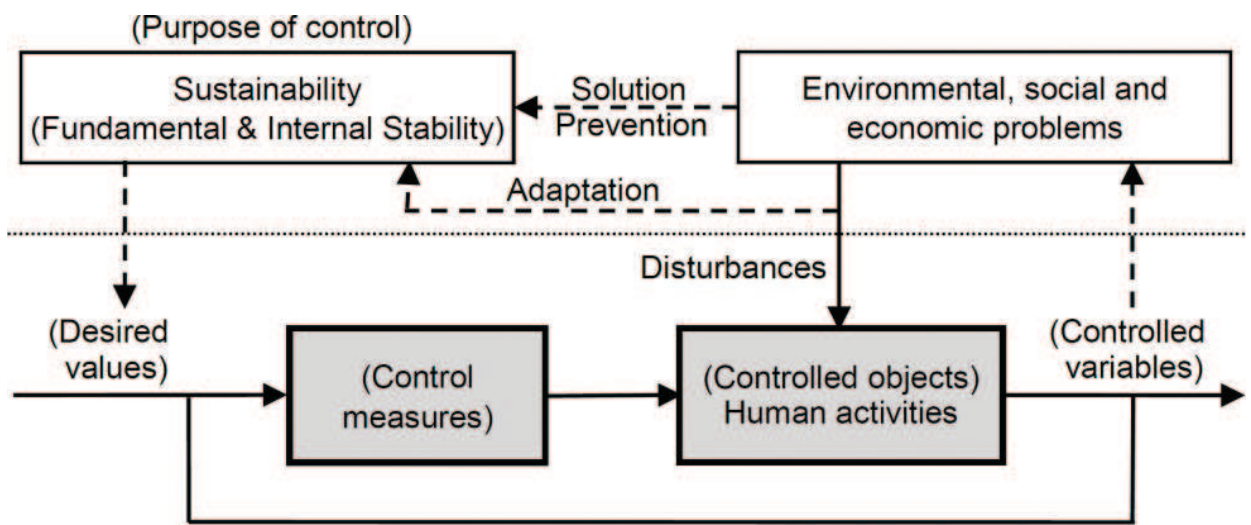 (Purpose of control)
Sustainability
(Fundamental & Internal Stability)
Solution
Prevention
Environmental, social and
economic problems
Adaptation
Disturbances
(Desired
values)
(Control
measures)
(Controlled objects)
Human activities
(Controlled
variables)